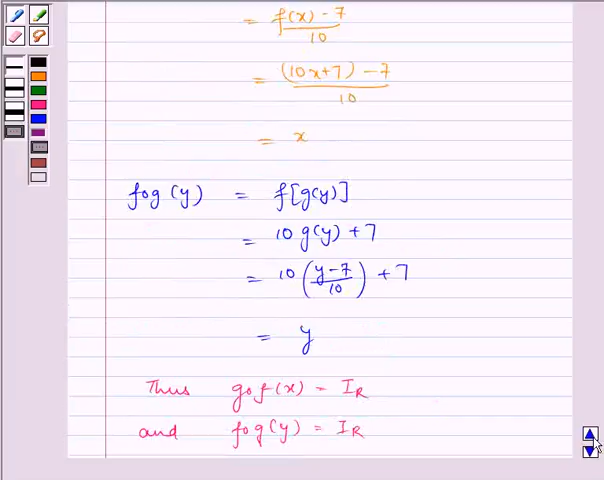 = f(x) - 7 / 10
= (10x+7) - 7 / 10
= x
fog (y) = f[g(y)]
= 10 g(y) + 7
= 10 ( y-7 / 10 ) + 7
= y
Thus gof(x) = I_R
and fog(y) = I_R